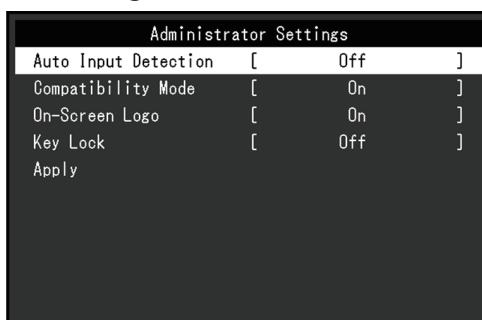 Administrator Settings
Auto Input Detection [ Off ]
Compatibility Mode [ On ]
On-Screen Logo [ On ]
Key Lock [ Off ]
Apply